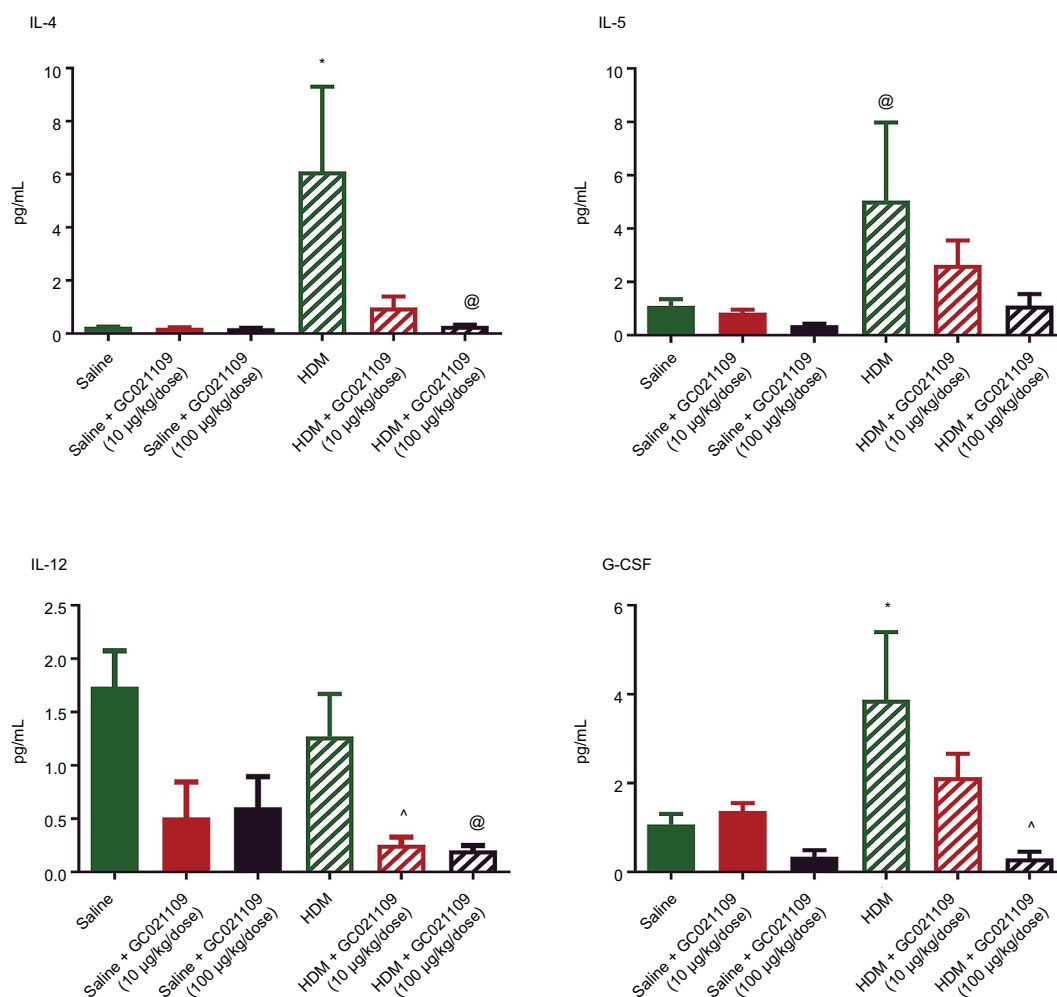 IL-4
*
10
8
6
4
2
0
pg/mL
@
Saline
Saline + GC021109
(10 µg/kg/dose)
Saline + GC021109
(100 µg/kg/dose)
HDM
HDM + GC021109
(10 µg/kg/dose)
HDM + GC021109
(100 µg/kg/dose)
IL-5
10
8
6
4
2
0
pg/mL
@
Saline
Saline + GC021109
(10 µg/kg/dose)
Saline + GC021109
(100 µg/kg/dose)
HDM
HDM + GC021109
(10 µg/kg/dose)
HDM + GC021109
(100 µg/kg/dose)
IL-12
2.5
2.0
1.5
1.0
0.5
0.0
pg/mL
^
@
Saline
Saline + GC021109
(10 µg/kg/dose)
Saline + GC021109
(100 µg/kg/dose)
HDM
HDM + GC021109
(10 µg/kg/dose)
HDM + GC021109
(100 µg/kg/dose)
G-CSF
6
4
2
0
pg/mL
*
^
Saline
Saline + GC021109
(10 µg/kg/dose)
Saline + GC021109
(100 µg/kg/dose)
HDM
HDM + GC021109
(10 µg/kg/dose)
HDM + GC021109
(100 µg/kg/dose)